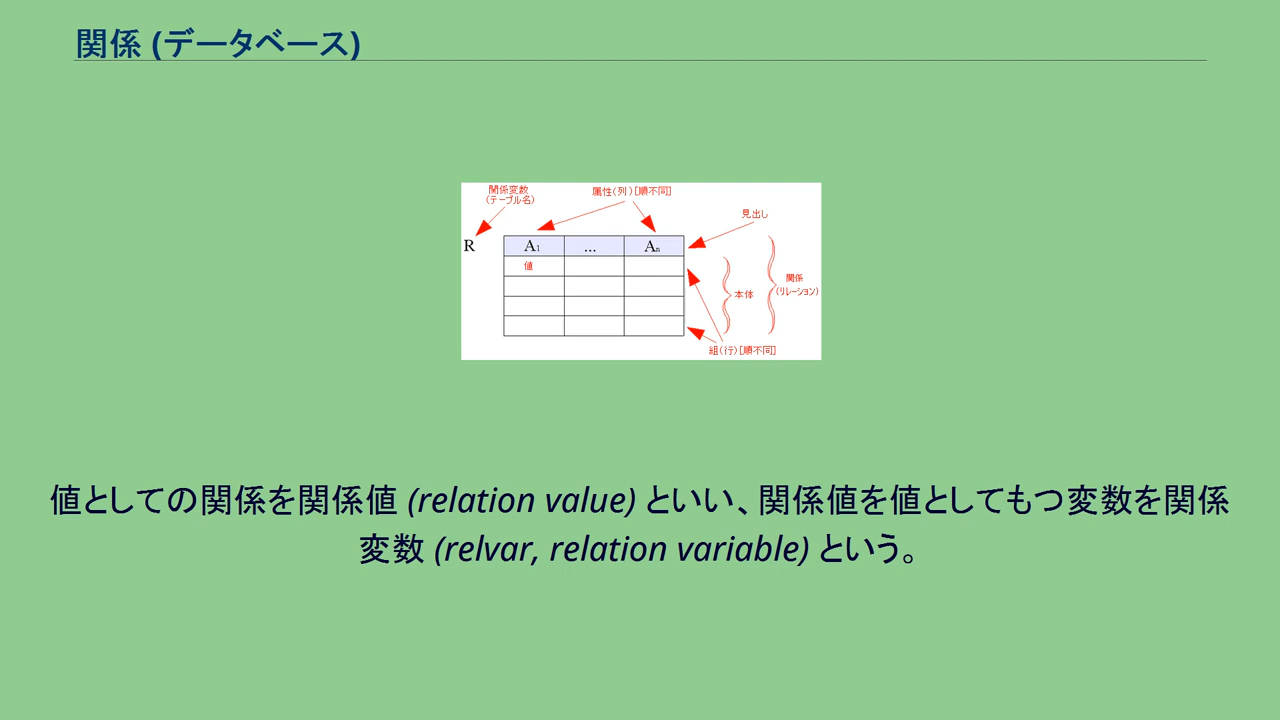 関係 (データベース)
関係変数
(テーブル名)
属性(列)[順不同]
見出し
R
A1
...
An
値
関係
(リレーション)
本体
組(行)[順不同]
値としての関係を関係値 (relation value) といい、関係値を値としてもつ変数を関係
変数 (relvar, relation variable) という。